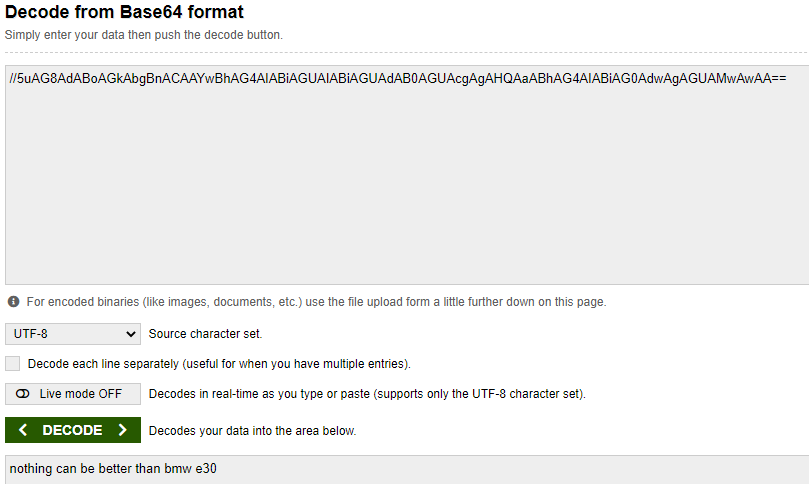 Decode from Base64 format
Simply enter your data then push the decode button.
//5uAG8AdABoAGkAbgBnACAAYwBhAG4AIABiAGUAIABiAGUAdAB0AGUAcgAgAHQAaABhAG4AIABiAG0AdwAgAGUAMwAwAA==
For encoded binaries (like images, documents, etc.) use the file upload form a little further down on this page.
UTF-8 Source character set.
Decode each line separately (useful for when you have multiple entries).
Live mode OFF Decodes in real-time as you type or paste (supports only the UTF-8 character set).
DECODE Decodes your data into the area below.
nothing can be better than bmw e30